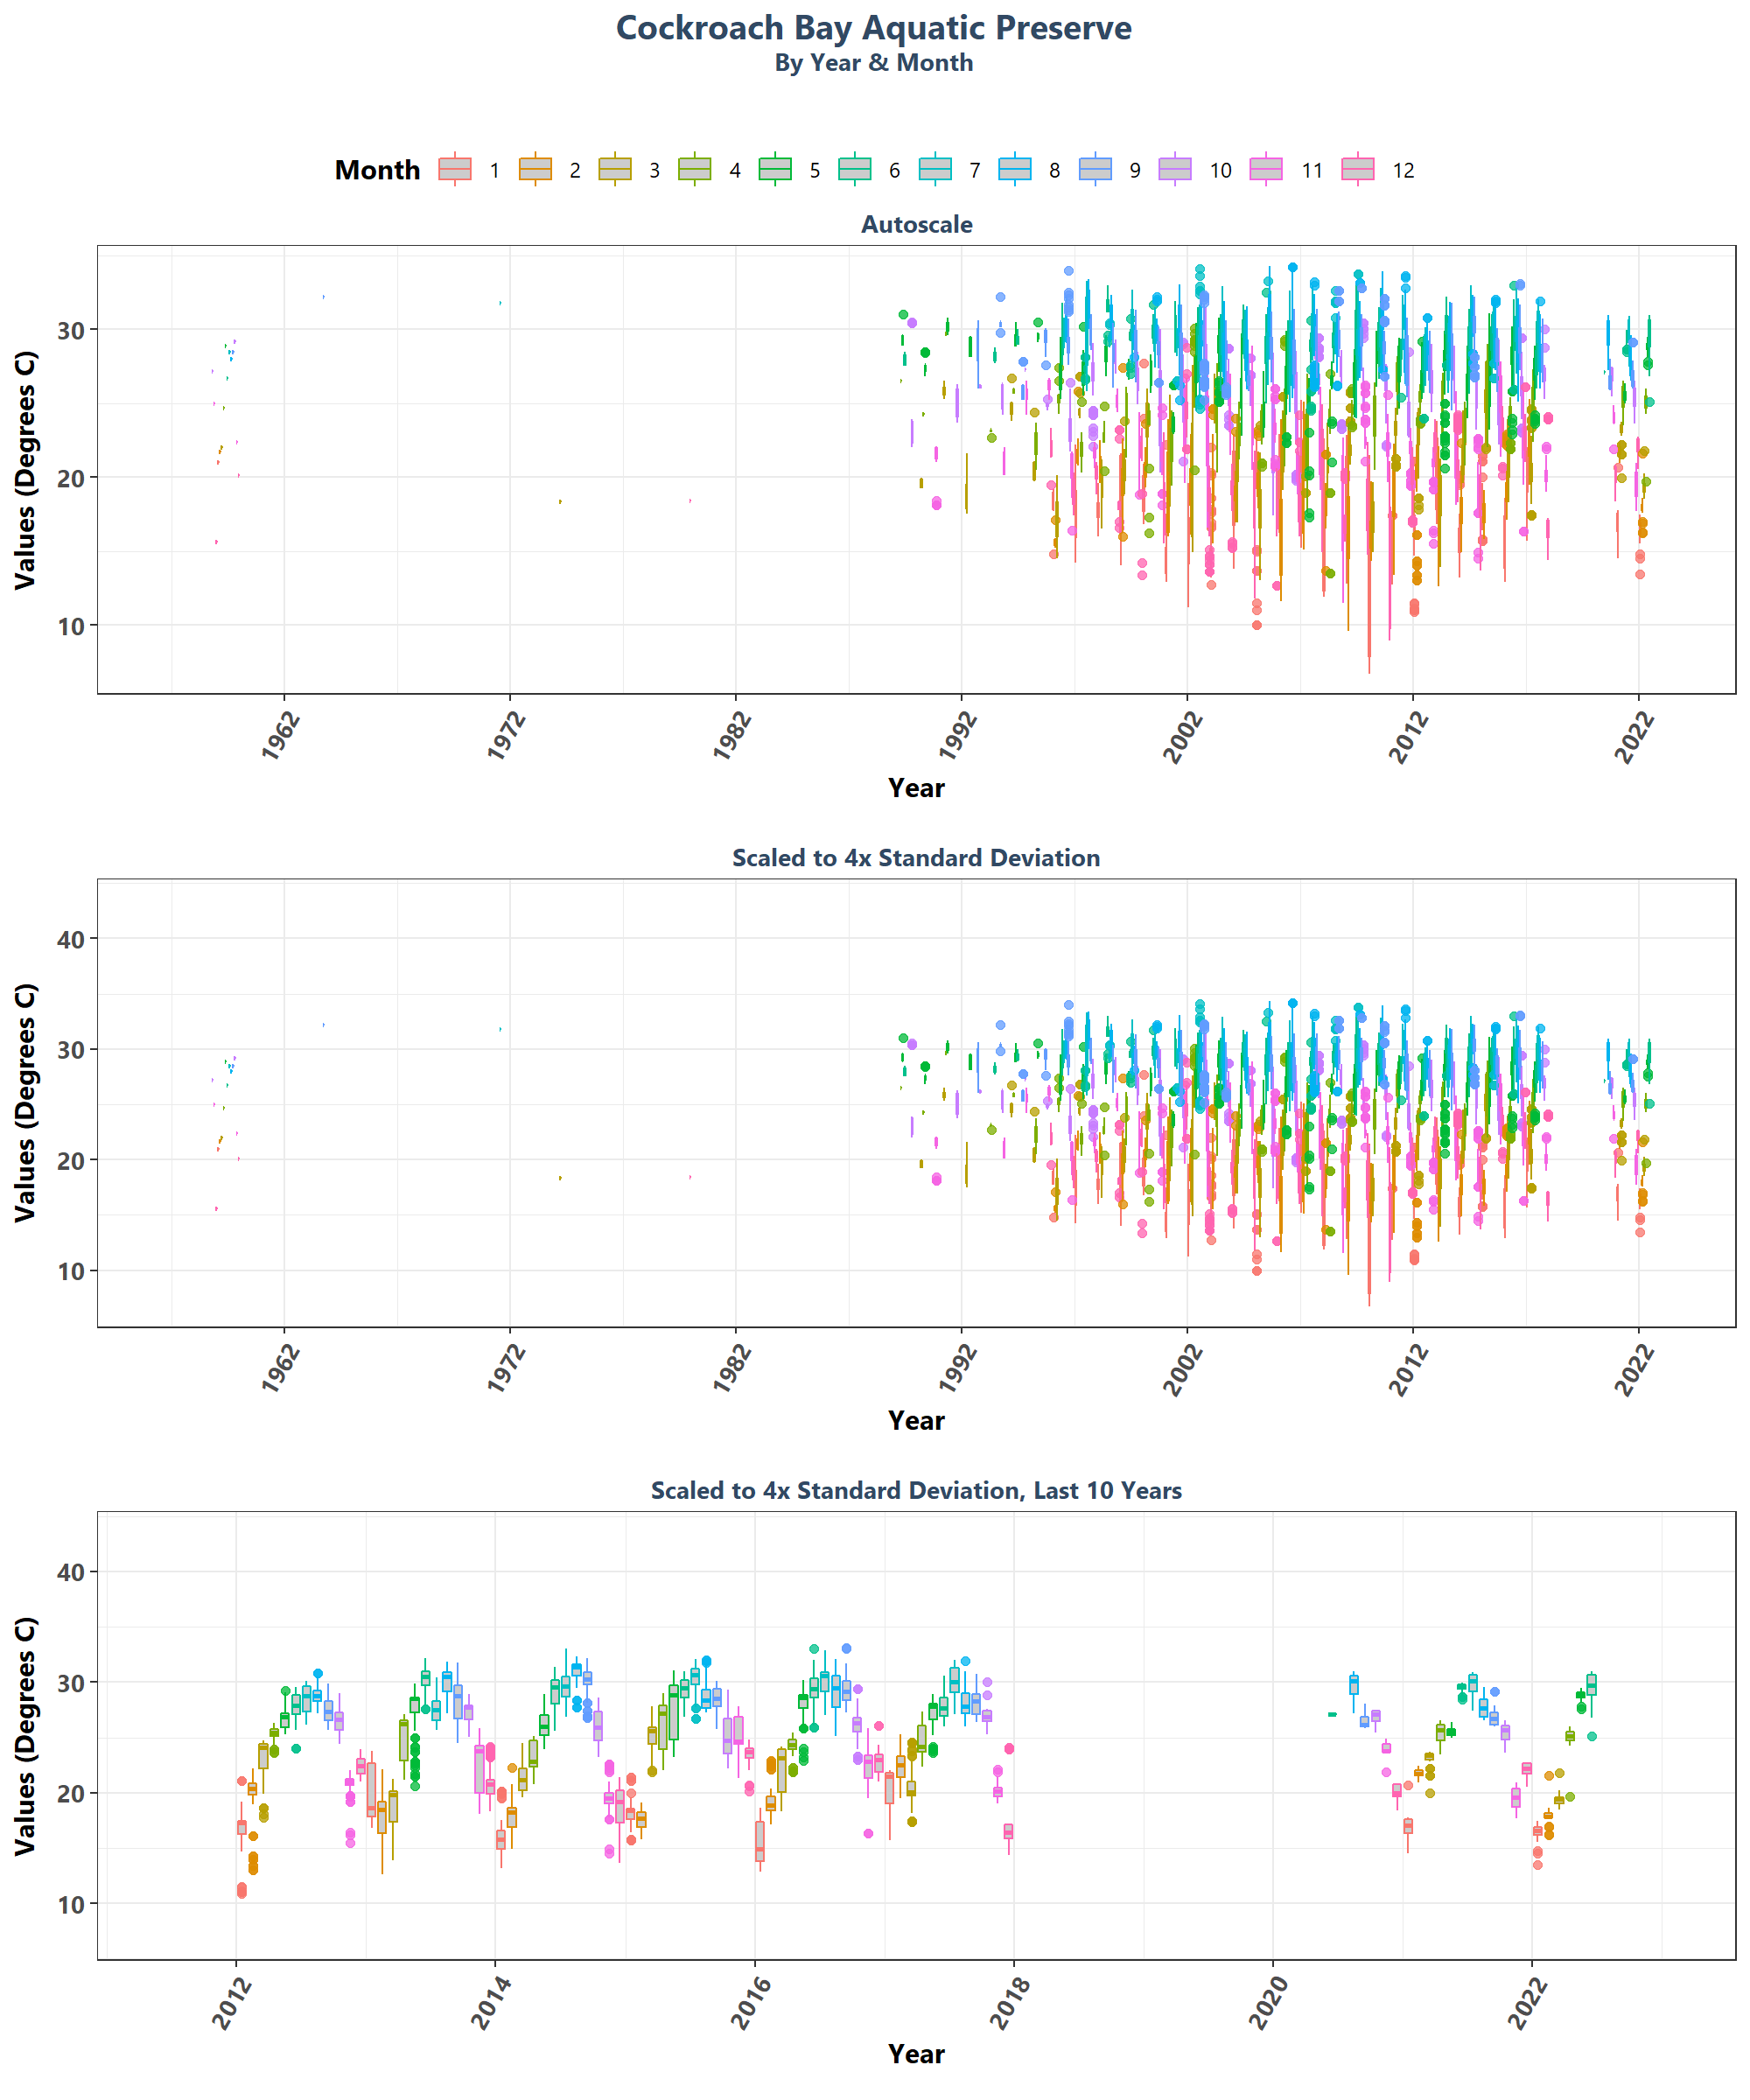 Cockroach Bay Aquatic Preserve
By Year & Month
Month 1 2 3 4 5 6 7 8 9 10 11 12
Autoscale
Values (Degrees C)
30
20
10
1962 1972 1982 1992 2002 2012 2022
Year
Scaled to 4x Standard Deviation
Values (Degrees C)
40
30
20
10
1962 1972 1982 1992 2002 2012 2022
Year
Scaled to 4x Standard Deviation, Last 10 Years
Values (Degrees C)
40
30
20
10
2012 2014 2016 2018 2020 2022
Year